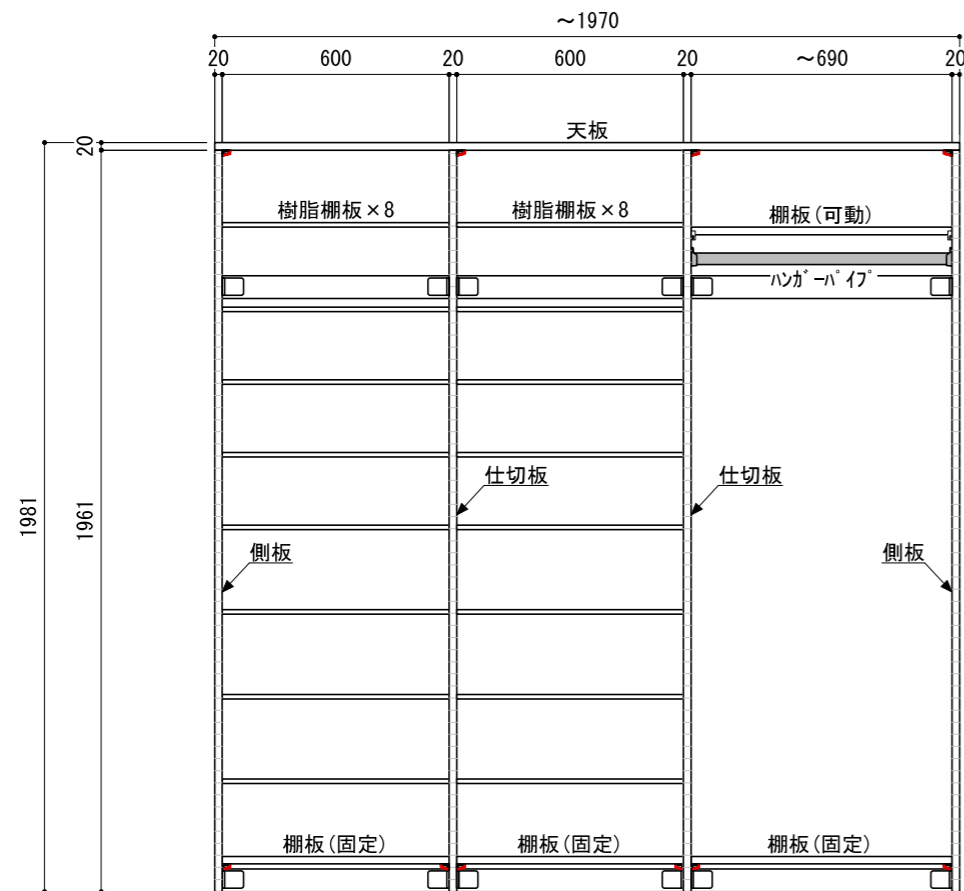 ～1970
20 600 20 600 20 ～690 20
天板
20
樹脂棚板×8 樹脂棚板×8 棚板(可動)
ﾊﾝｶﾞｰﾊﾟｲﾌﾟ
仕切板 仕切板
1981 1961
側板 側板
棚板(固定) 棚板(固定) 棚板(固定)